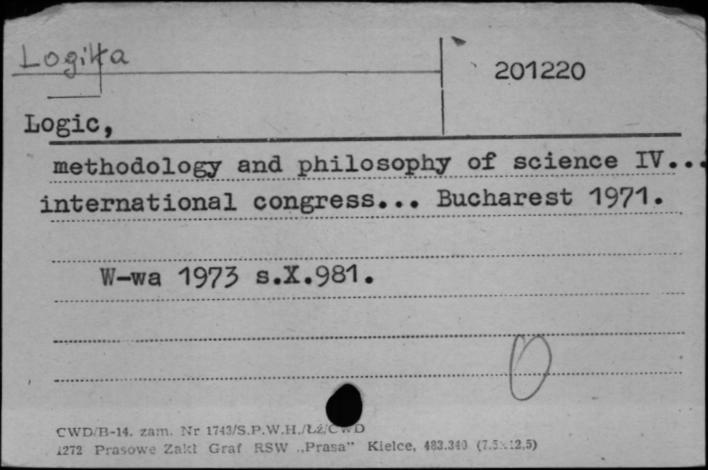 Logika
201220
Logic,
methodology and philosophy of science IV...
international congress... Bucharest 1971.
W-wa 1973 s.X.981.
CWD/B-14. zam. Nr 1743/S.P.W.H./Łż/CWD
1272 Prasowe Zakł Graf RSW „Prasa" Kielce, 483.340 (7.5x12.5)